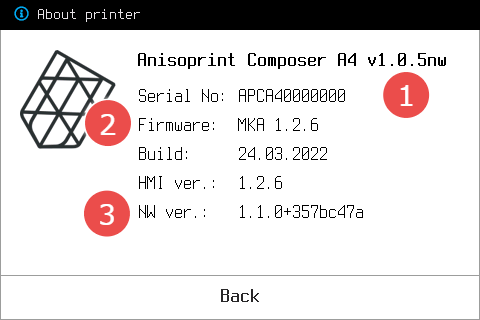 About printer
Anisoprint Composer A4 v1.0.5nw
Serial No: APCA40000000
1
2
Firmware: MKA 1.2.6
Build: 24.03.2022
HMI ver.: 1.2.6
3
NW ver.: 1.1.0+357bc47a
Back